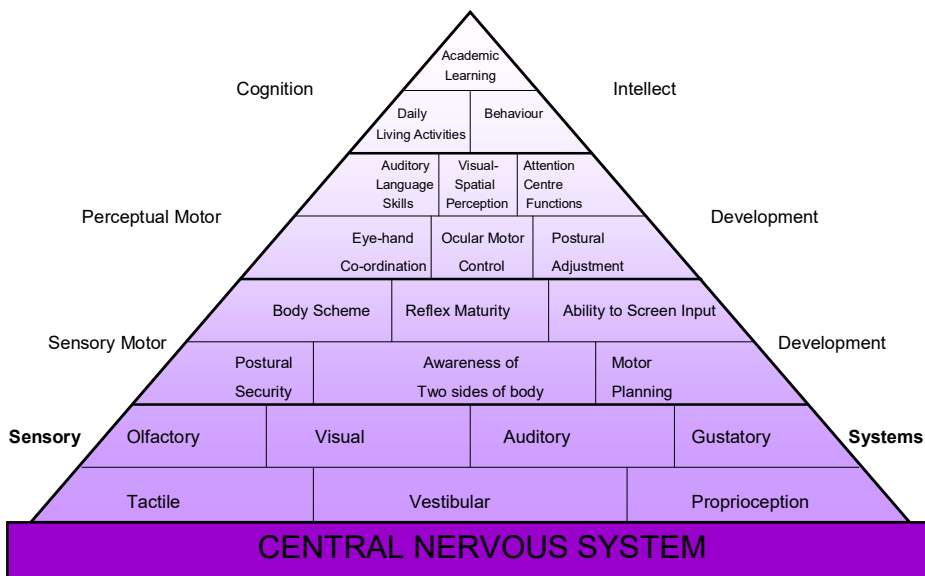 Academic
Learning
Cognition
Intellect
Daily
Living Activities
Behaviour
Auditory
Language
Skills
Visual-
Spatial
Perception
Attention
Centre
Functions
Perceptual Motor
Development
Eye-hand
Co-ordination
Ocular Motor
Control
Postural
Adjustment
Body Scheme
Reflex Maturity
Ability to Screen Input
Sensory Motor
Development
Postural
Security
Awareness of
Two sides of body
Motor
Planning
Sensory
Olfactory
Visual
Auditory
Gustatory
Systems
Tactile
Vestibular
Proprioception
CENTRAL NERVOUS SYSTEM